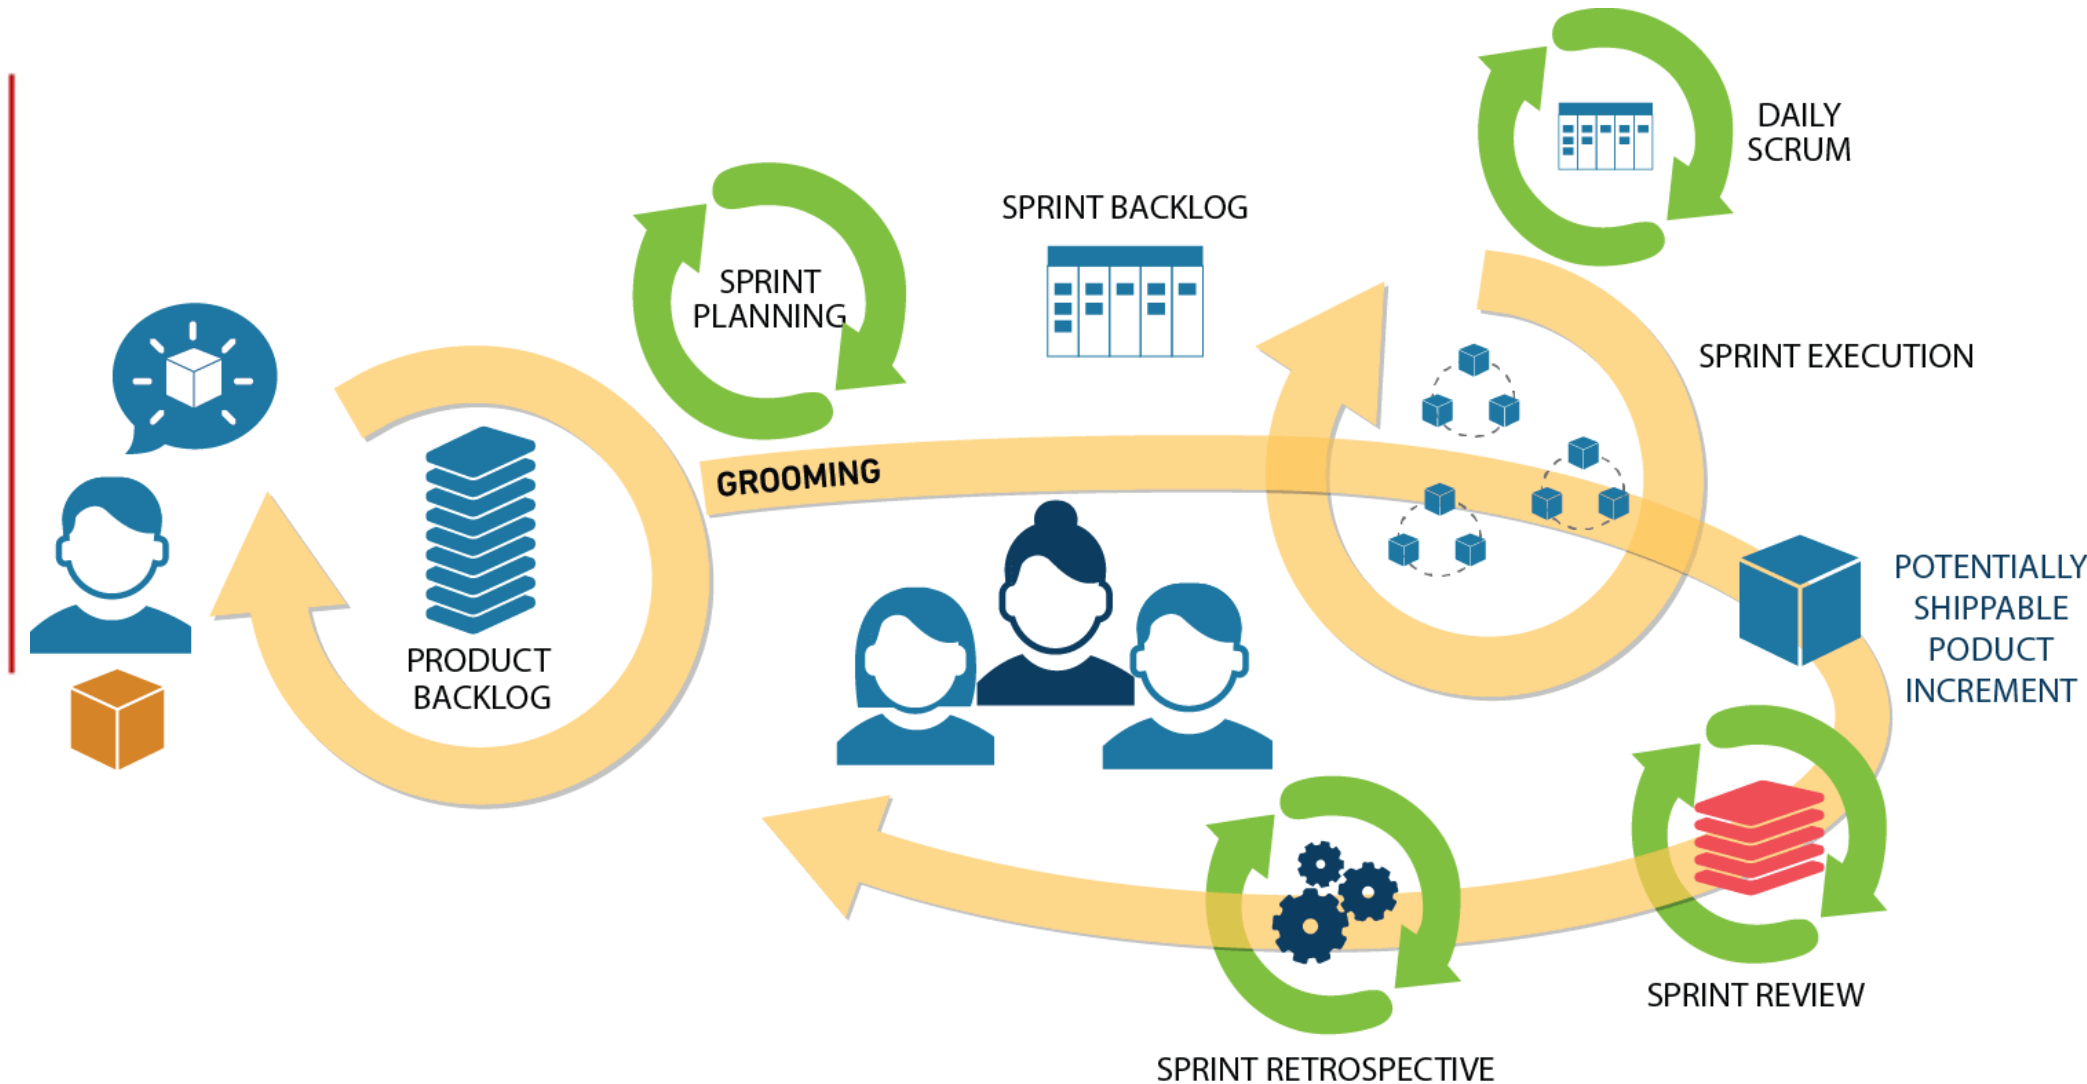 DAILY
SCRUM
SPRINT BACKLOG
SPRINT
PLANNING
SPRINT EXECUTION
GROOMING
PRODUCT
BACKLOG
POTENTIALLY
SHIPPABLE
PODUCT
INCREMENT
SPRINT REVIEW
SPRINT RETROSPECTIVE